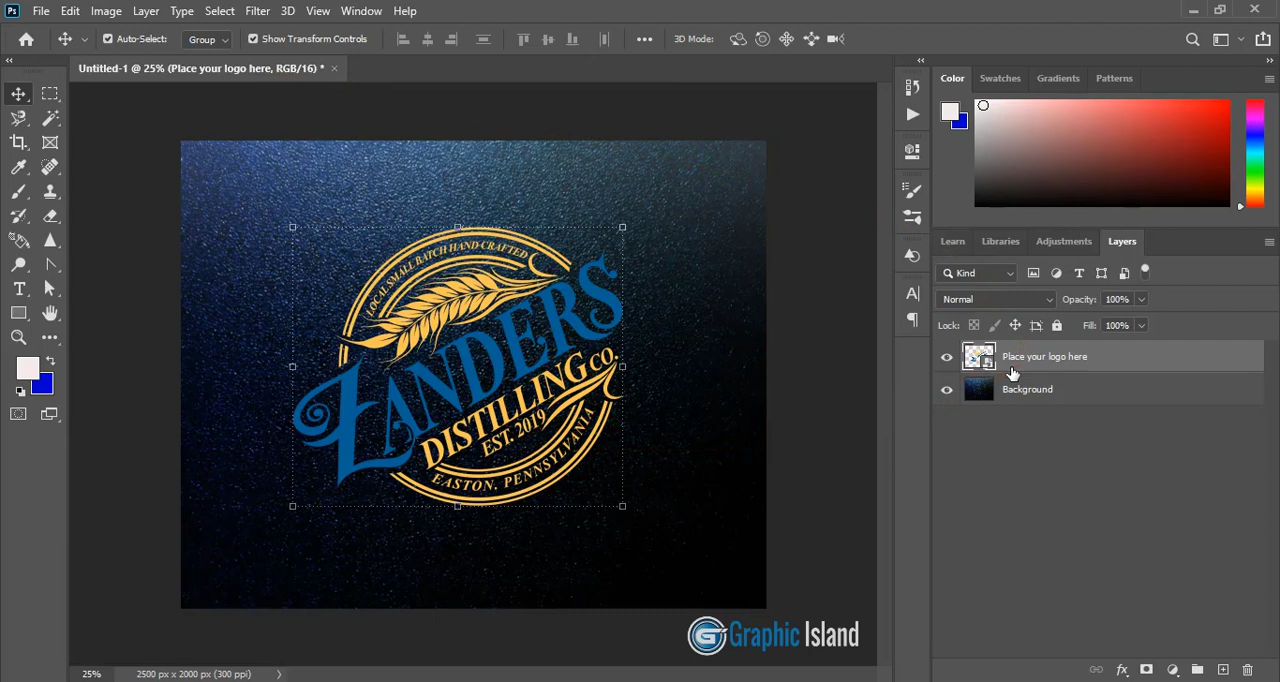 Ps File Edit Image Layer Type Select Filter 3D View Window Help
Auto-Select: Group Show Transform Controls 3D Mode:
Untitled-1 @ 25% (Place your logo here, RGB/16) *
LOCAL SMALL BATCH HAND CRAFTED
ZANDERS
DISTILLING CO.
EST. 2019
EASTON, PENNSYLVANIA
G Graphic Island
25% 2500 px x 2000 px (300 ppi)
Color Swatches Gradients Patterns
Learn Libraries Adjustments Layers
Kind
Normal Opacity: 100%
Lock: Fill: 100%
Place your logo here
Background
fx